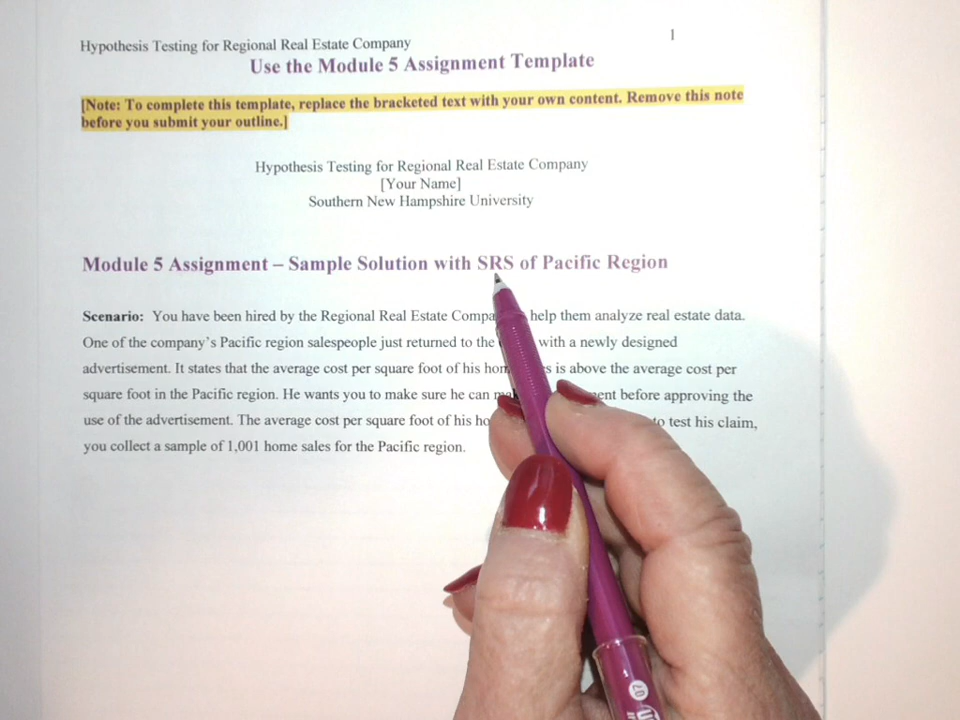 Hypothesis Testing for Regional Real Estate Company 1
Use the Module 5 Assignment Template
[Note: To complete this template, replace the bracketed text with your own content. Remove this note
before you submit your outline.]
Hypothesis Testing for Regional Real Estate Company
[Your Name]
Southern New Hampshire University
Module 5 Assignment – Sample Solution with SRS of Pacific Region
Scenario: You have been hired by the Regional Real Estate Compa help them analyze real estate data.
One of the company's Pacific region salespeople just returned to the with a newly designed
advertisement. It states that the average cost per square foot of his hom s is above the average cost per
square foot in the Pacific region. He wants you to make sure he can ent before approving the
use of the advertisement. The average cost per square foot of his ho to test his claim,
you collect a sample of 1,001 home sales for the Pacific region.